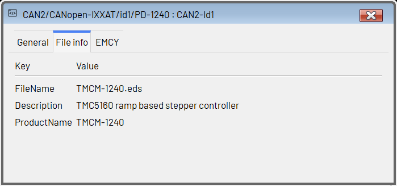 CAN2/CANopen-IXXAT/id1/PD-1240 : CAN2-id1
General File info EMCY
Key Value
FileName TMCM-1240.eds
Description TMC5160 ramp based stepper controller
ProductName TMCM-1240